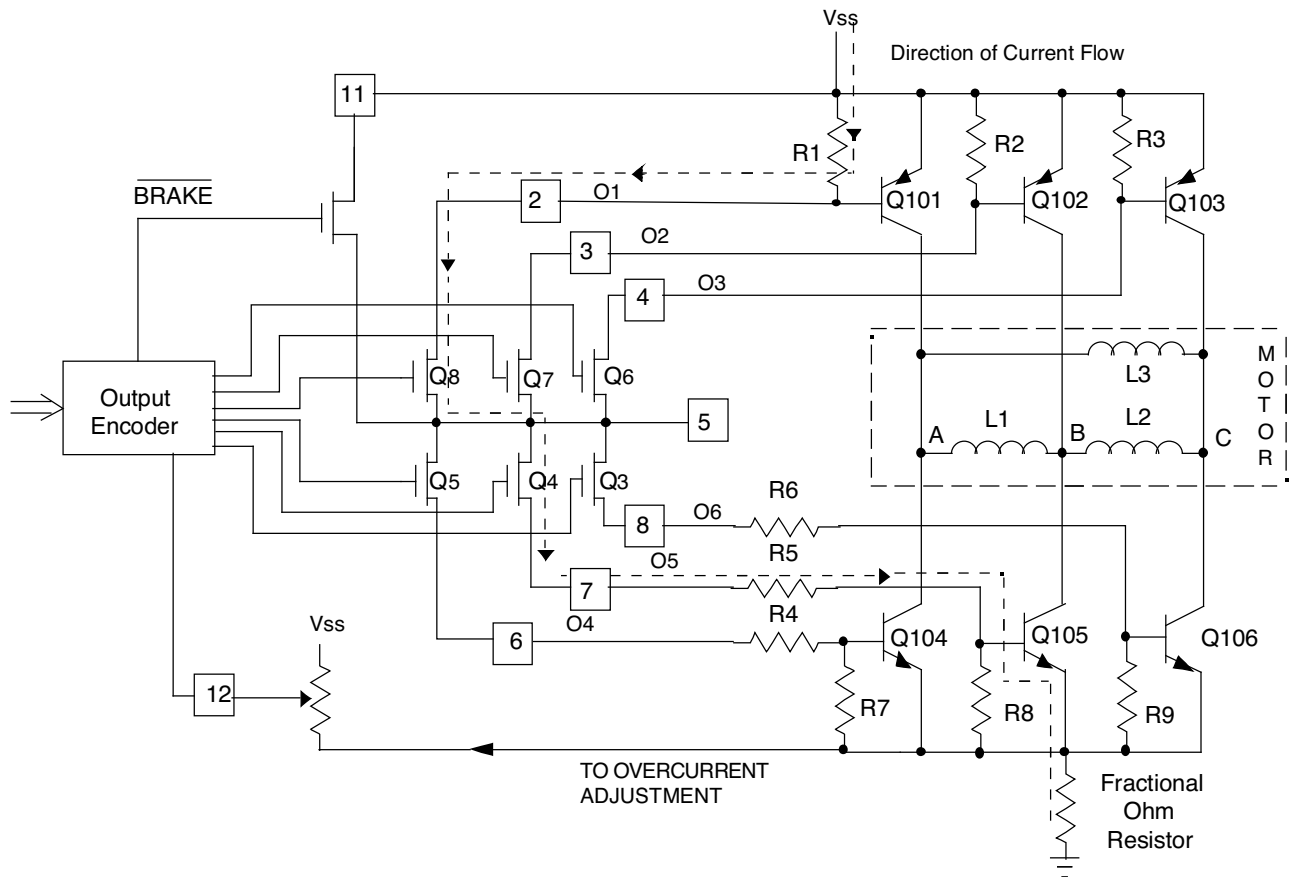 Vss
Direction of Current Flow
11
R1
R2
R3
BRAKE
2
O1
Q101
Q102
Q103
3
O2
4
O3
Q8
Q7
Q6
Output
Encoder
5
L3
MOTOR
A
L1
B
L2
C
Q5
Q4
Q3
R6
8
O6
R5
O5
7
R4
O4
6
Q104
Q105
Q106
Vss
12
R7
R8
R9
TO OVERCURRENT
ADJUSTMENT
Fractional
Ohm
Resistor